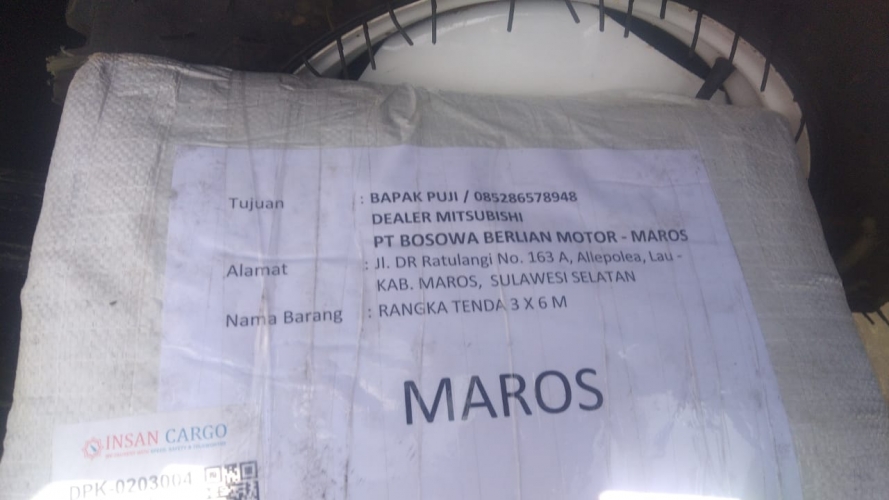 Tujuan : BAPAK PUJI / 085286578948
DEALER MITSUBISHI
PT BOSOWA BERLIAN MOTOR - MAROS
Alamat : Jl. DR Ratulangi No. 163 A, Allepolea, Lau -
KAB. MAROS, SULAWESI SELATAN
Nama Barang : RANGKA TENDA 3 X 6 M
MAROS
INSAN CARGO
DPK-0203004